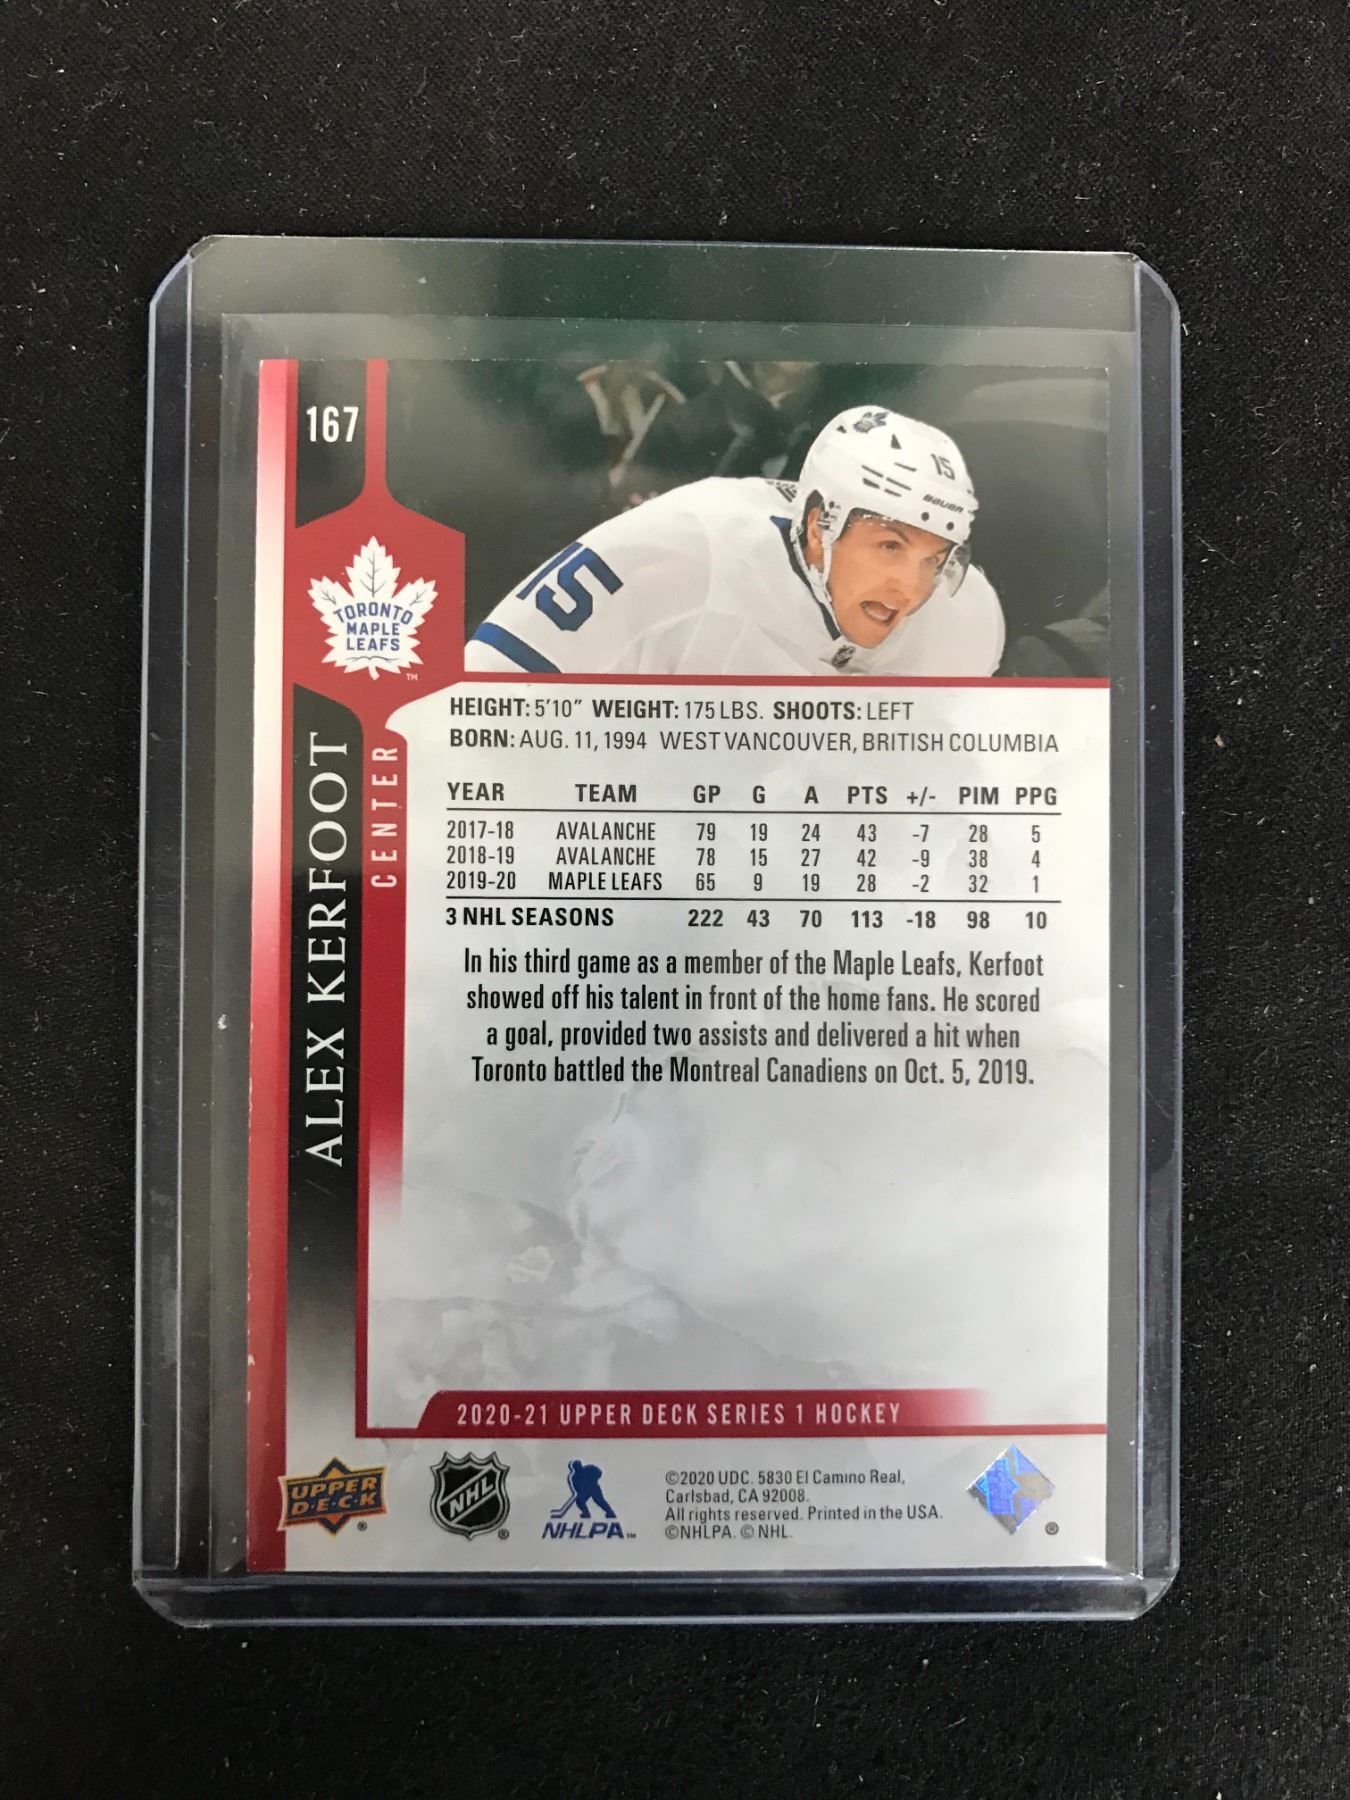 167
15
BAUER
15
TORONTO
MAPLE
LEAFS
™
ALEX KERFOOT
CENTER
HEIGHT: 5'10" WEIGHT: 175 LBS. SHOOTS: LEFT
BORN: AUG. 11, 1994 WEST VANCOUVER, BRITISH COLUMBIA
YEAR TEAM GP G A PTS +/- PIM PPG
2017-18 AVALANCHE 79 19 24 43 -7 28 5
2018-19 AVALANCHE 78 15 27 42 -9 38 4
2019-20 MAPLE LEAFS 65 9 19 28 -2 32 1
3 NHL SEASONS 222 43 70 113 -18 98 10
In his third game as a member of the Maple Leafs, Kerfoot
showed off his talent in front of the home fans. He scored
a goal, provided two assists and delivered a hit when
Toronto battled the Montreal Canadiens on Oct. 5, 2019.
2020-21 UPPER DECK SERIES 1 HOCKEY
UPPER
D·E·C·K
®
NHL
®
NHLPA™
©2020 UDC. 5830 El Camino Real,
Carlsbad, CA 92008.
All rights reserved. Printed in the USA.
©NHLPA. © NHL.
®